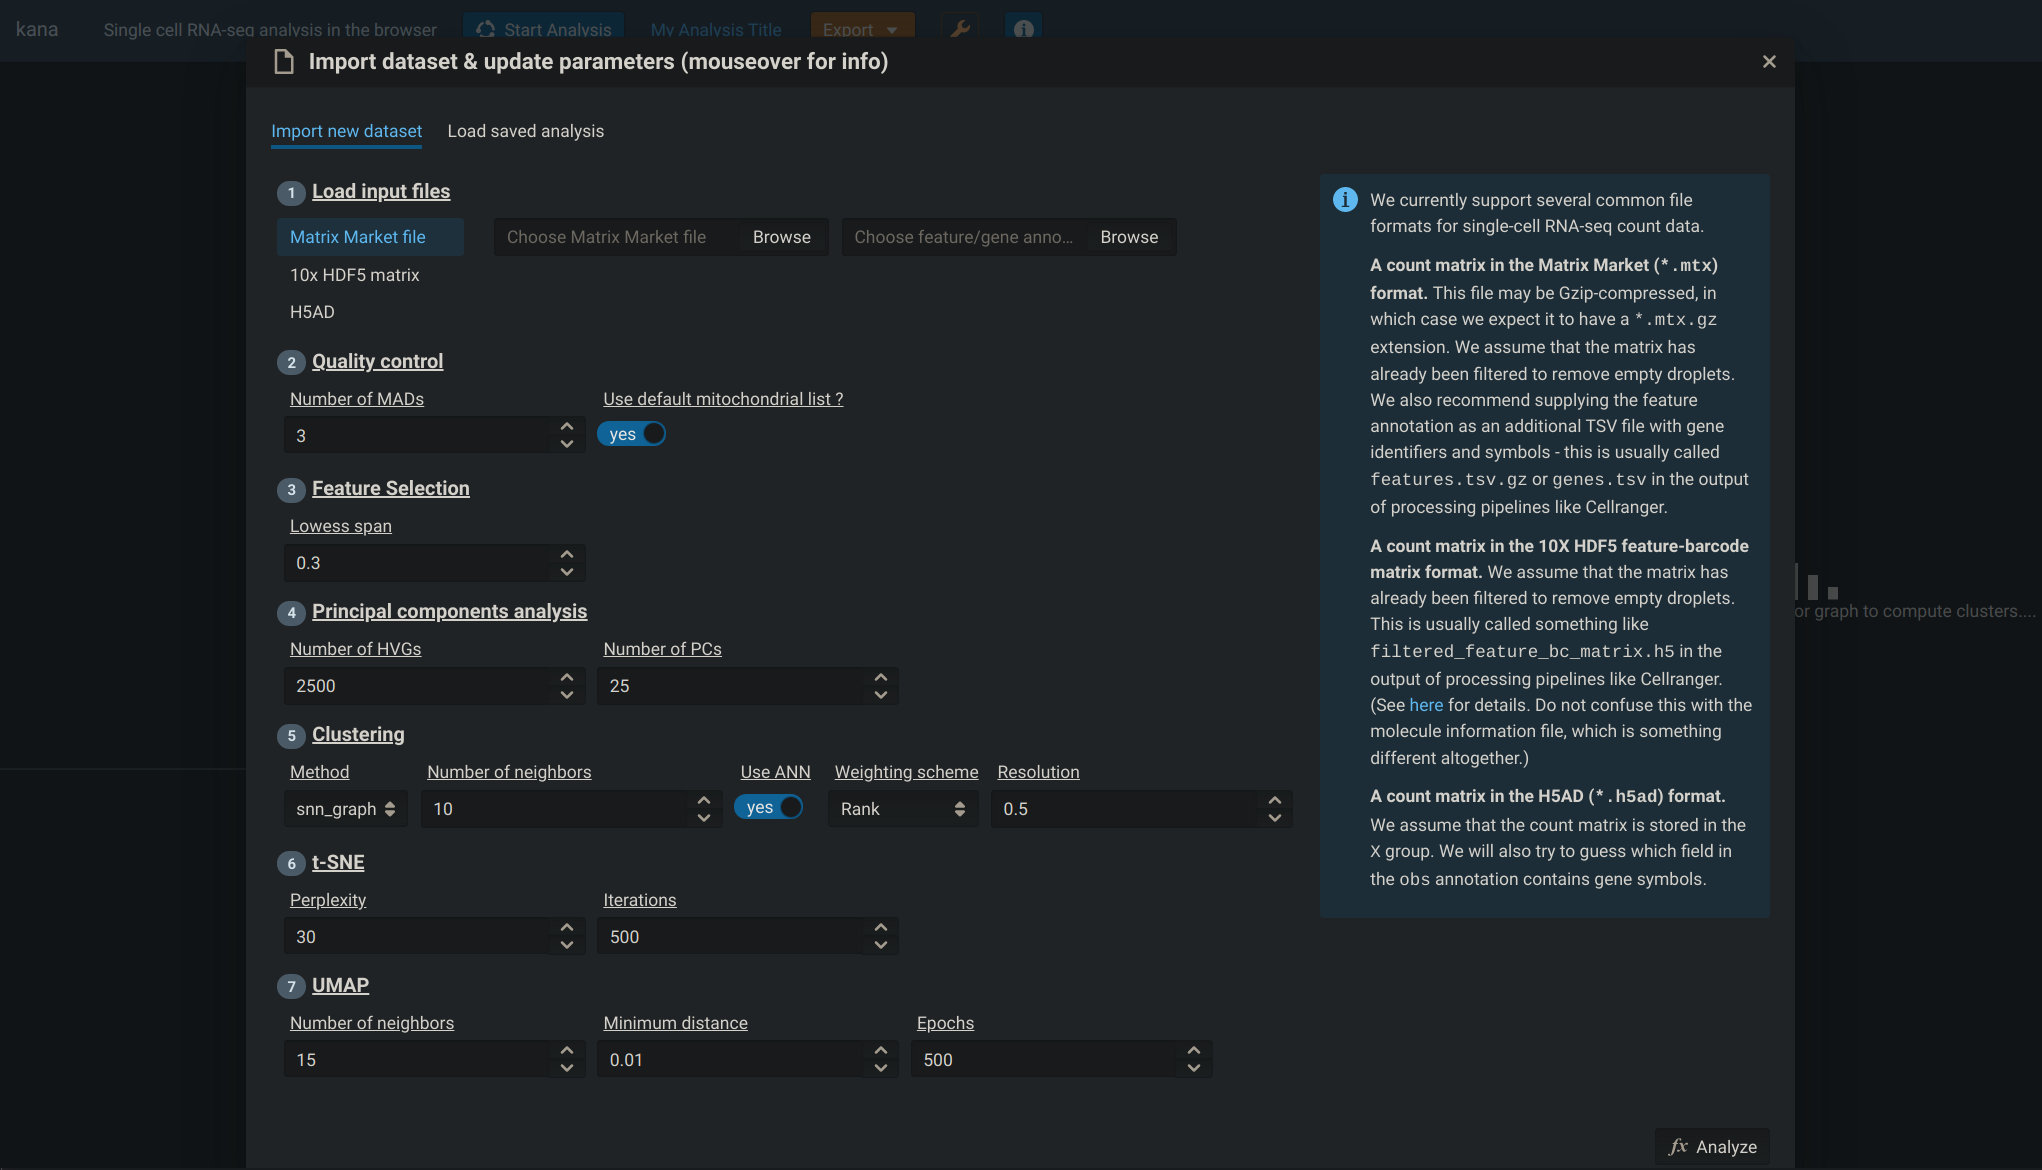 kana
Single cell RNA-seq analysis in the browser
Start Analysis
My Analysis Title
Export
Import dataset & update parameters (mouseover for info)
Import new dataset
Load saved analysis
1 Load input files
Matrix Market file
Choose Matrix Market file
Browse
Choose feature/gene anno...
Browse
10x HDF5 matrix
H5AD
2 Quality control
Number of MADs
Use default mitochondrial list ?
3
yes
3 Feature Selection
Lowess span
0.3
4 Principal components analysis
Number of HVGs
Number of PCs
2500
25
5 Clustering
Method
Number of neighbors
Use ANN
Weighting scheme
Resolution
snn_graph
10
yes
Rank
0.5
6 t-SNE
Perplexity
Iterations
30
500
7 UMAP
Number of neighbors
Minimum distance
Epochs
15
0.01
500
We currently support several common file
formats for single-cell RNA-seq count data.
A count matrix in the Matrix Market (*.mtx)
format. This file may be Gzip-compressed, in
which case we expect it to have a *.mtx.gz
extension. We assume that the matrix has
already been filtered to remove empty droplets.
We also recommend supplying the feature
annotation as an additional TSV file with gene
identifiers and symbols - this is usually called
features.tsv.gz or genes.tsv in the output
of processing pipelines like Cellranger.
A count matrix in the 10X HDF5 feature-barcode
matrix format. We assume that the matrix has
already been filtered to remove empty droplets.
This is usually called something like
filtered_feature_bc_matrix.h5 in the
output of processing pipelines like Cellranger.
(See here for details. Do not confuse this with the
molecule information file, which is something
different altogether.)
A count matrix in the H5AD (*.h5ad) format.
We assume that the count matrix is stored in the
X group. We will also try to guess which field in
the obs annotation contains gene symbols.
or graph to compute clusters....
fx Analyze